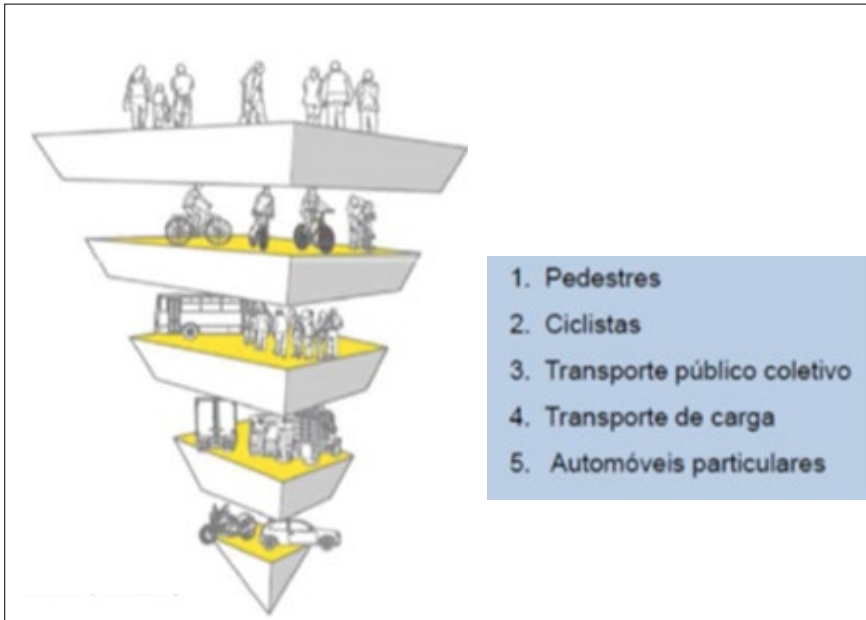 1. Pedestres
2. Ciclistas
3. Transporte público coletivo
4. Transporte de carga
5. Automóveis particulares